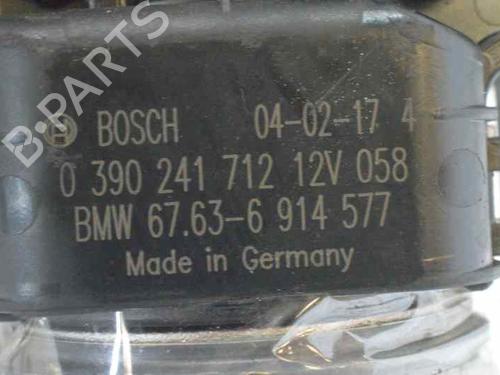 BOSCH 04-02-17 4
0 390 241 712 12V 058
BMW 67.63-6 914 577
Made in Germany
B-PARTS